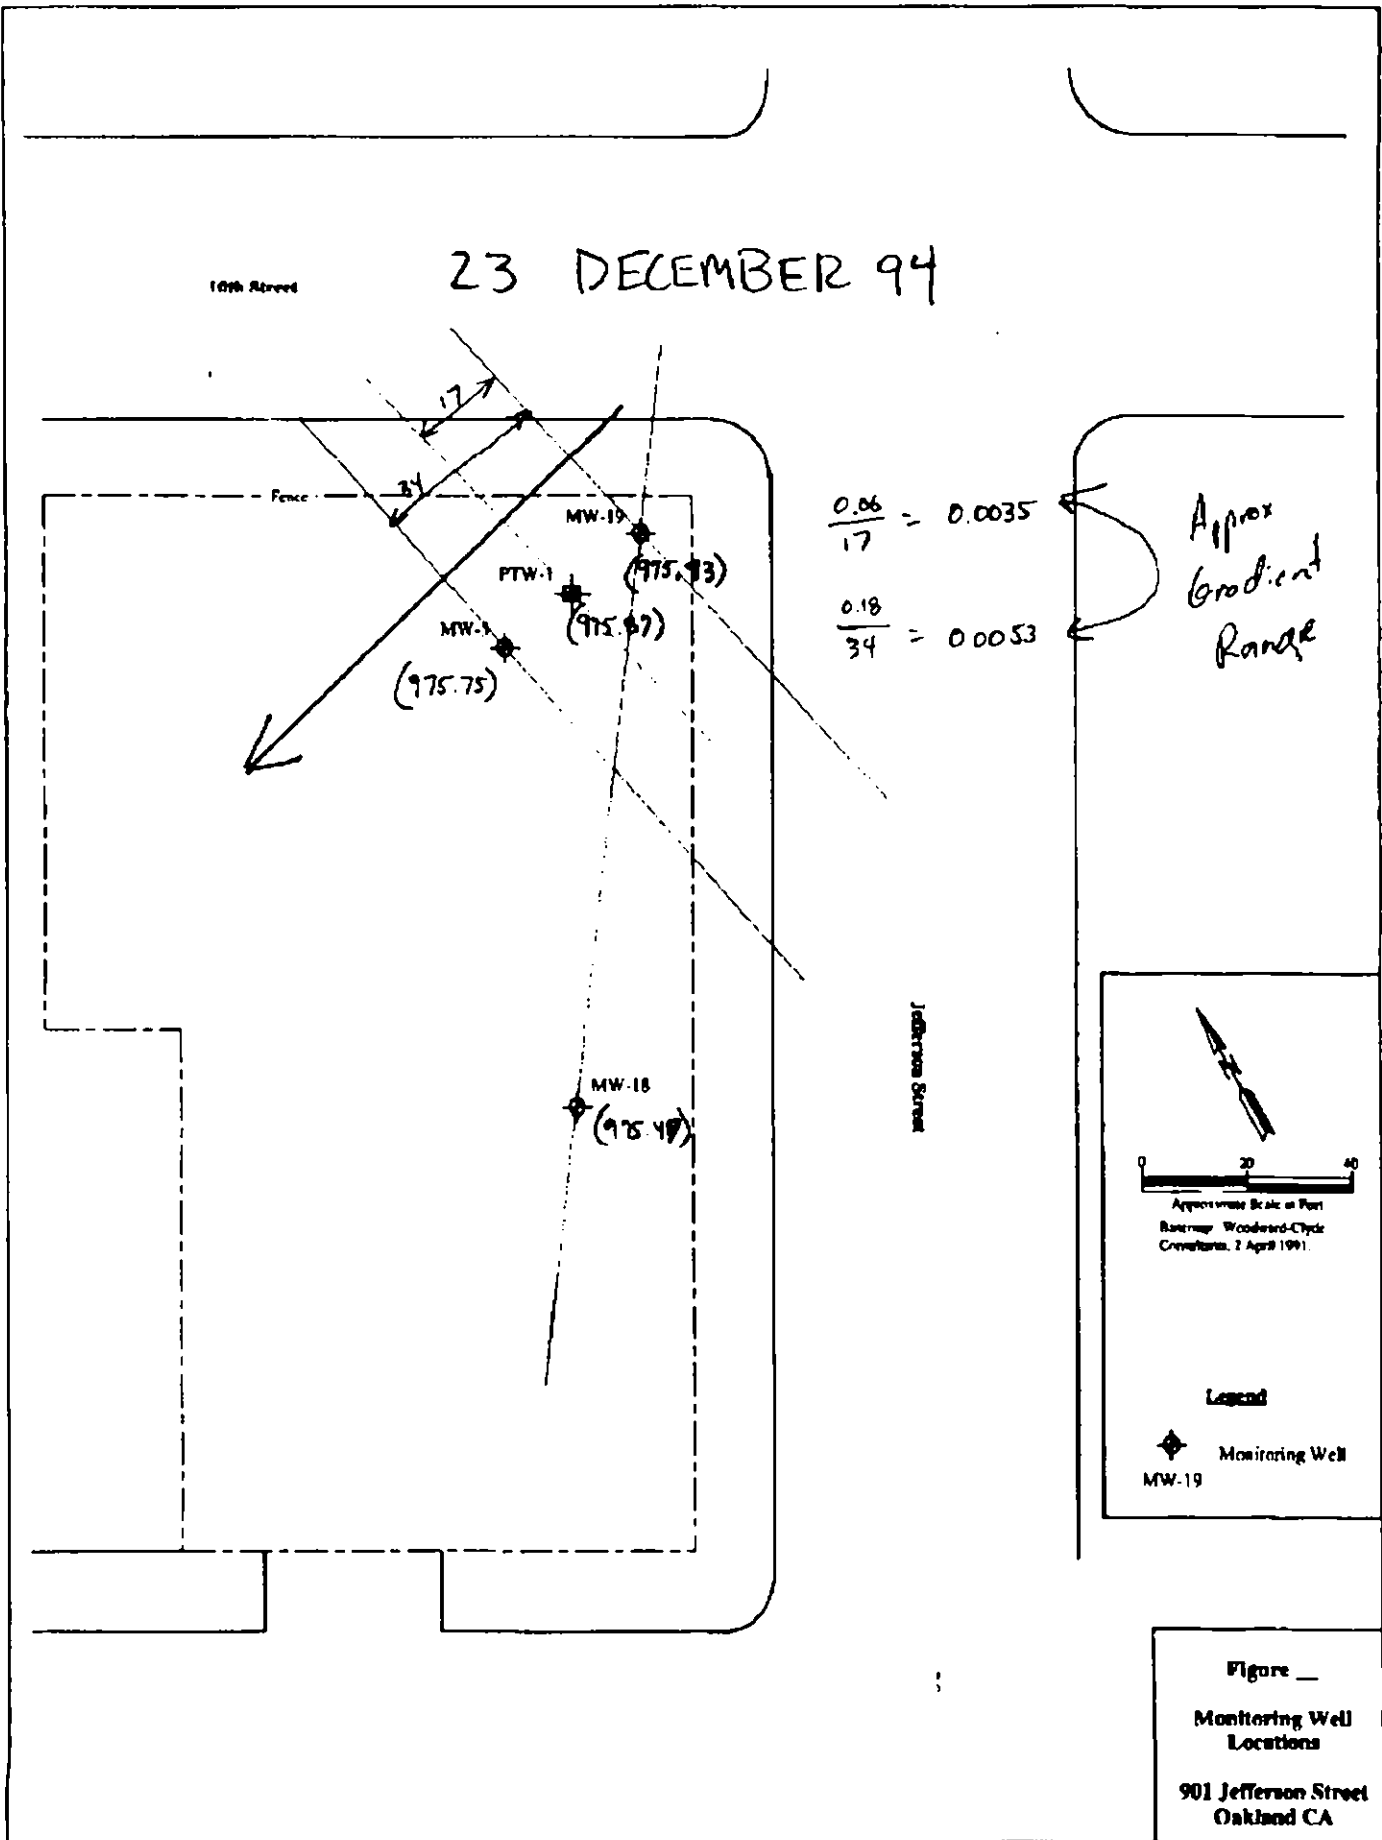 10th Street
23 DECEMBER 94
17
34
Fence
MW-19
(975.93)
PTW-1
(975.87)
MW-1
(975.75)
0.06
17
= 0.0035
0.18
34
= 0.0053
Approx
Gradient
Range
Jefferson Street
MW-18
N
0 20 40
Approximate Scale in Feet
Basemap Woodward-Clyde
Consultants, 2 April 1991.
Legend
Monitoring Well
MW-19
Figure __
Monitoring Well
Locations
901 Jefferson Street
Oakland CA